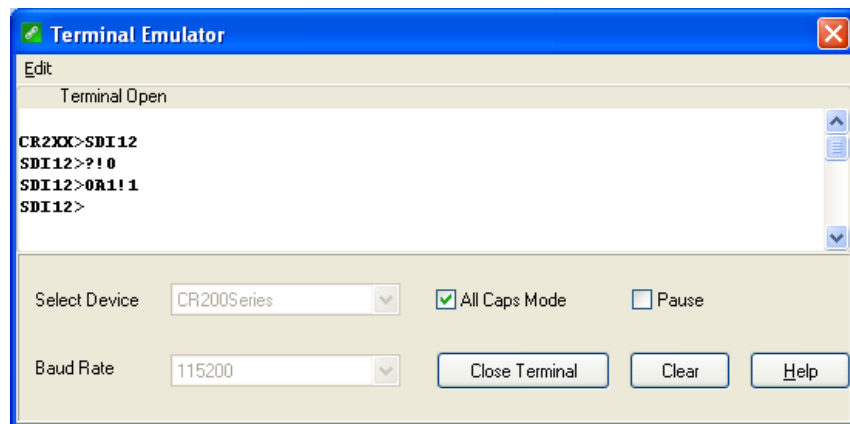 Terminal Emulator
Edit
Terminal Open
CR2XX>SDI12
SDI12>?!0
SDI12>0A1!1
SDI12>
Select Device CR200Series All Caps Mode Pause
Baud Rate 115200 Close Terminal Clear Help